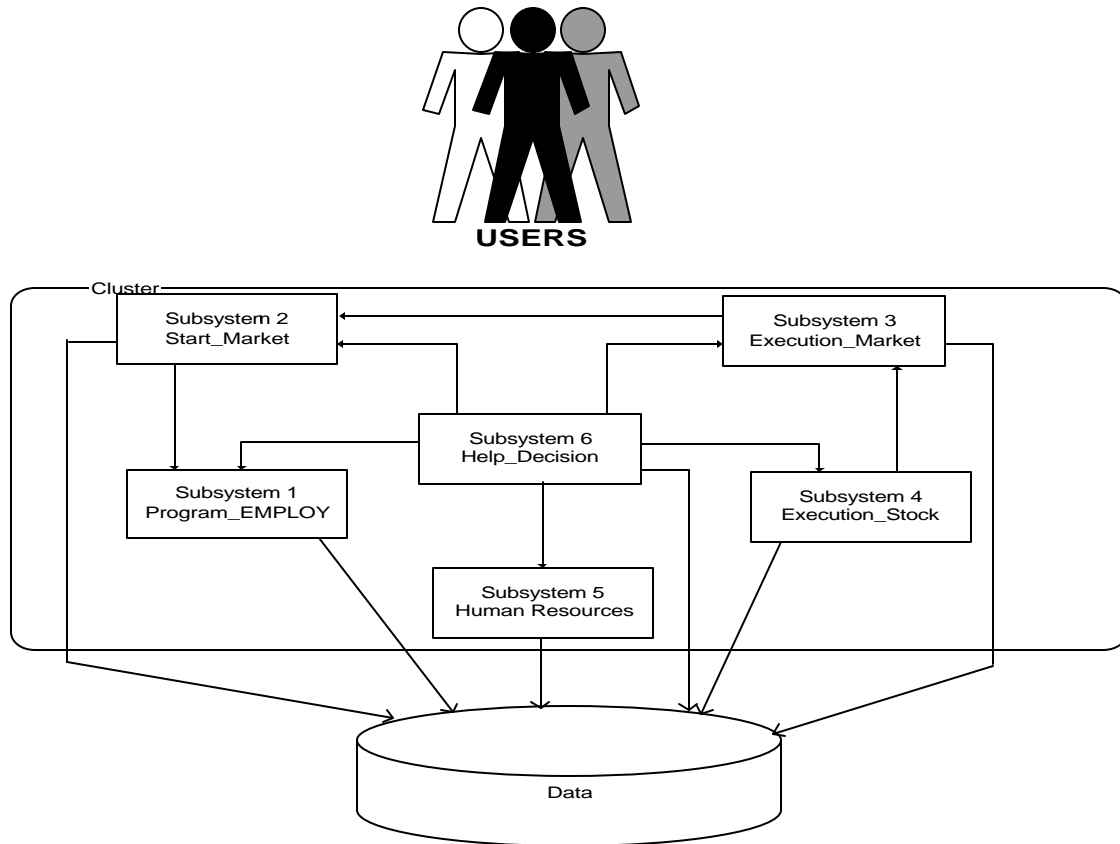 USERS
Cluster
Subsystem 2
Start_Market
Subsystem 3
Execution_Market
Subsystem 6
Help_Decision
Subsystem 1
Program_EMPLOY
Subsystem 4
Execution_Stock
Subsystem 5
Human Resources
Data